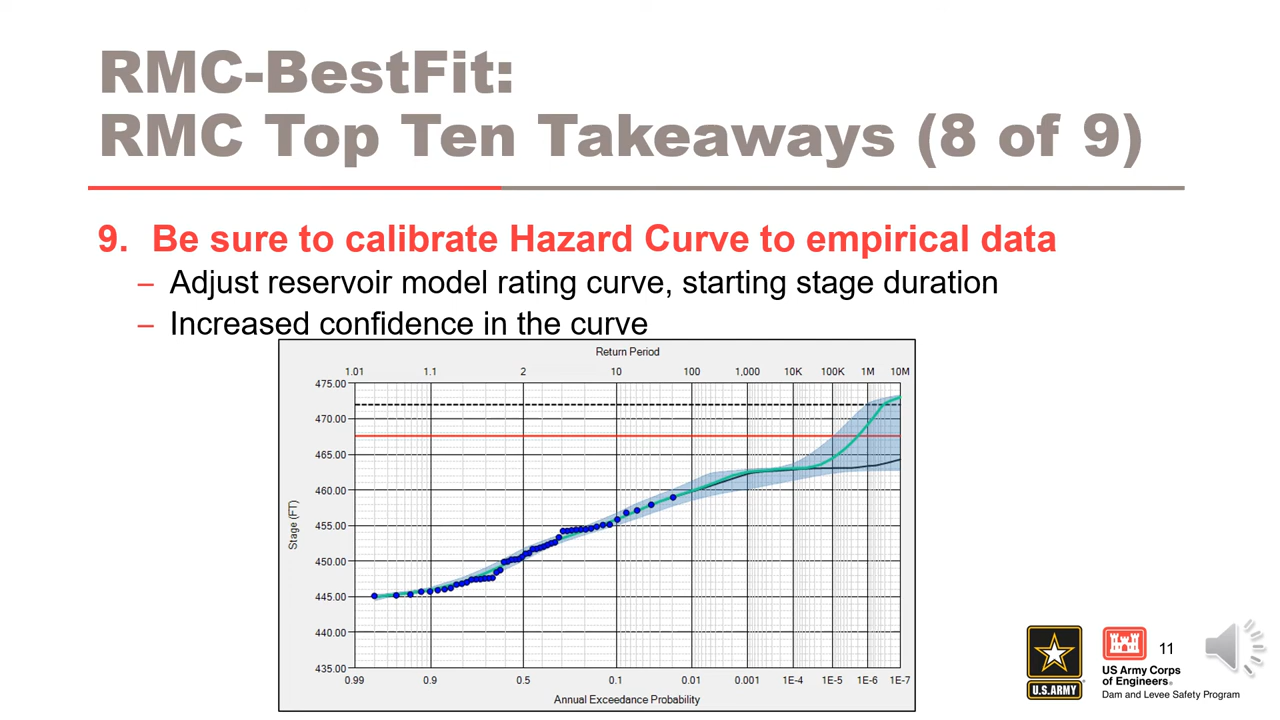 RMC-BestFit:
RMC Top Ten Takeaways (8 of 9)
9. Be sure to calibrate Hazard Curve to empirical data
– Adjust reservoir model rating curve, starting stage duration
– Increased confidence in the curve
Return Period
1.01 1.1 2 10 100 1,000 10K 100K 1M 10M
475.00
470.00
465.00
460.00
455.00
450.00
445.00
440.00
435.00
Stage (FT)
0.99 0.9 0.5 0.1 0.01 0.001 1E-4 1E-5 1E-6 1E-7
Annual Exceedance Probability
U.S.ARMY
US Army Corps
of Engineers®
Dam and Levee Safety Program
11